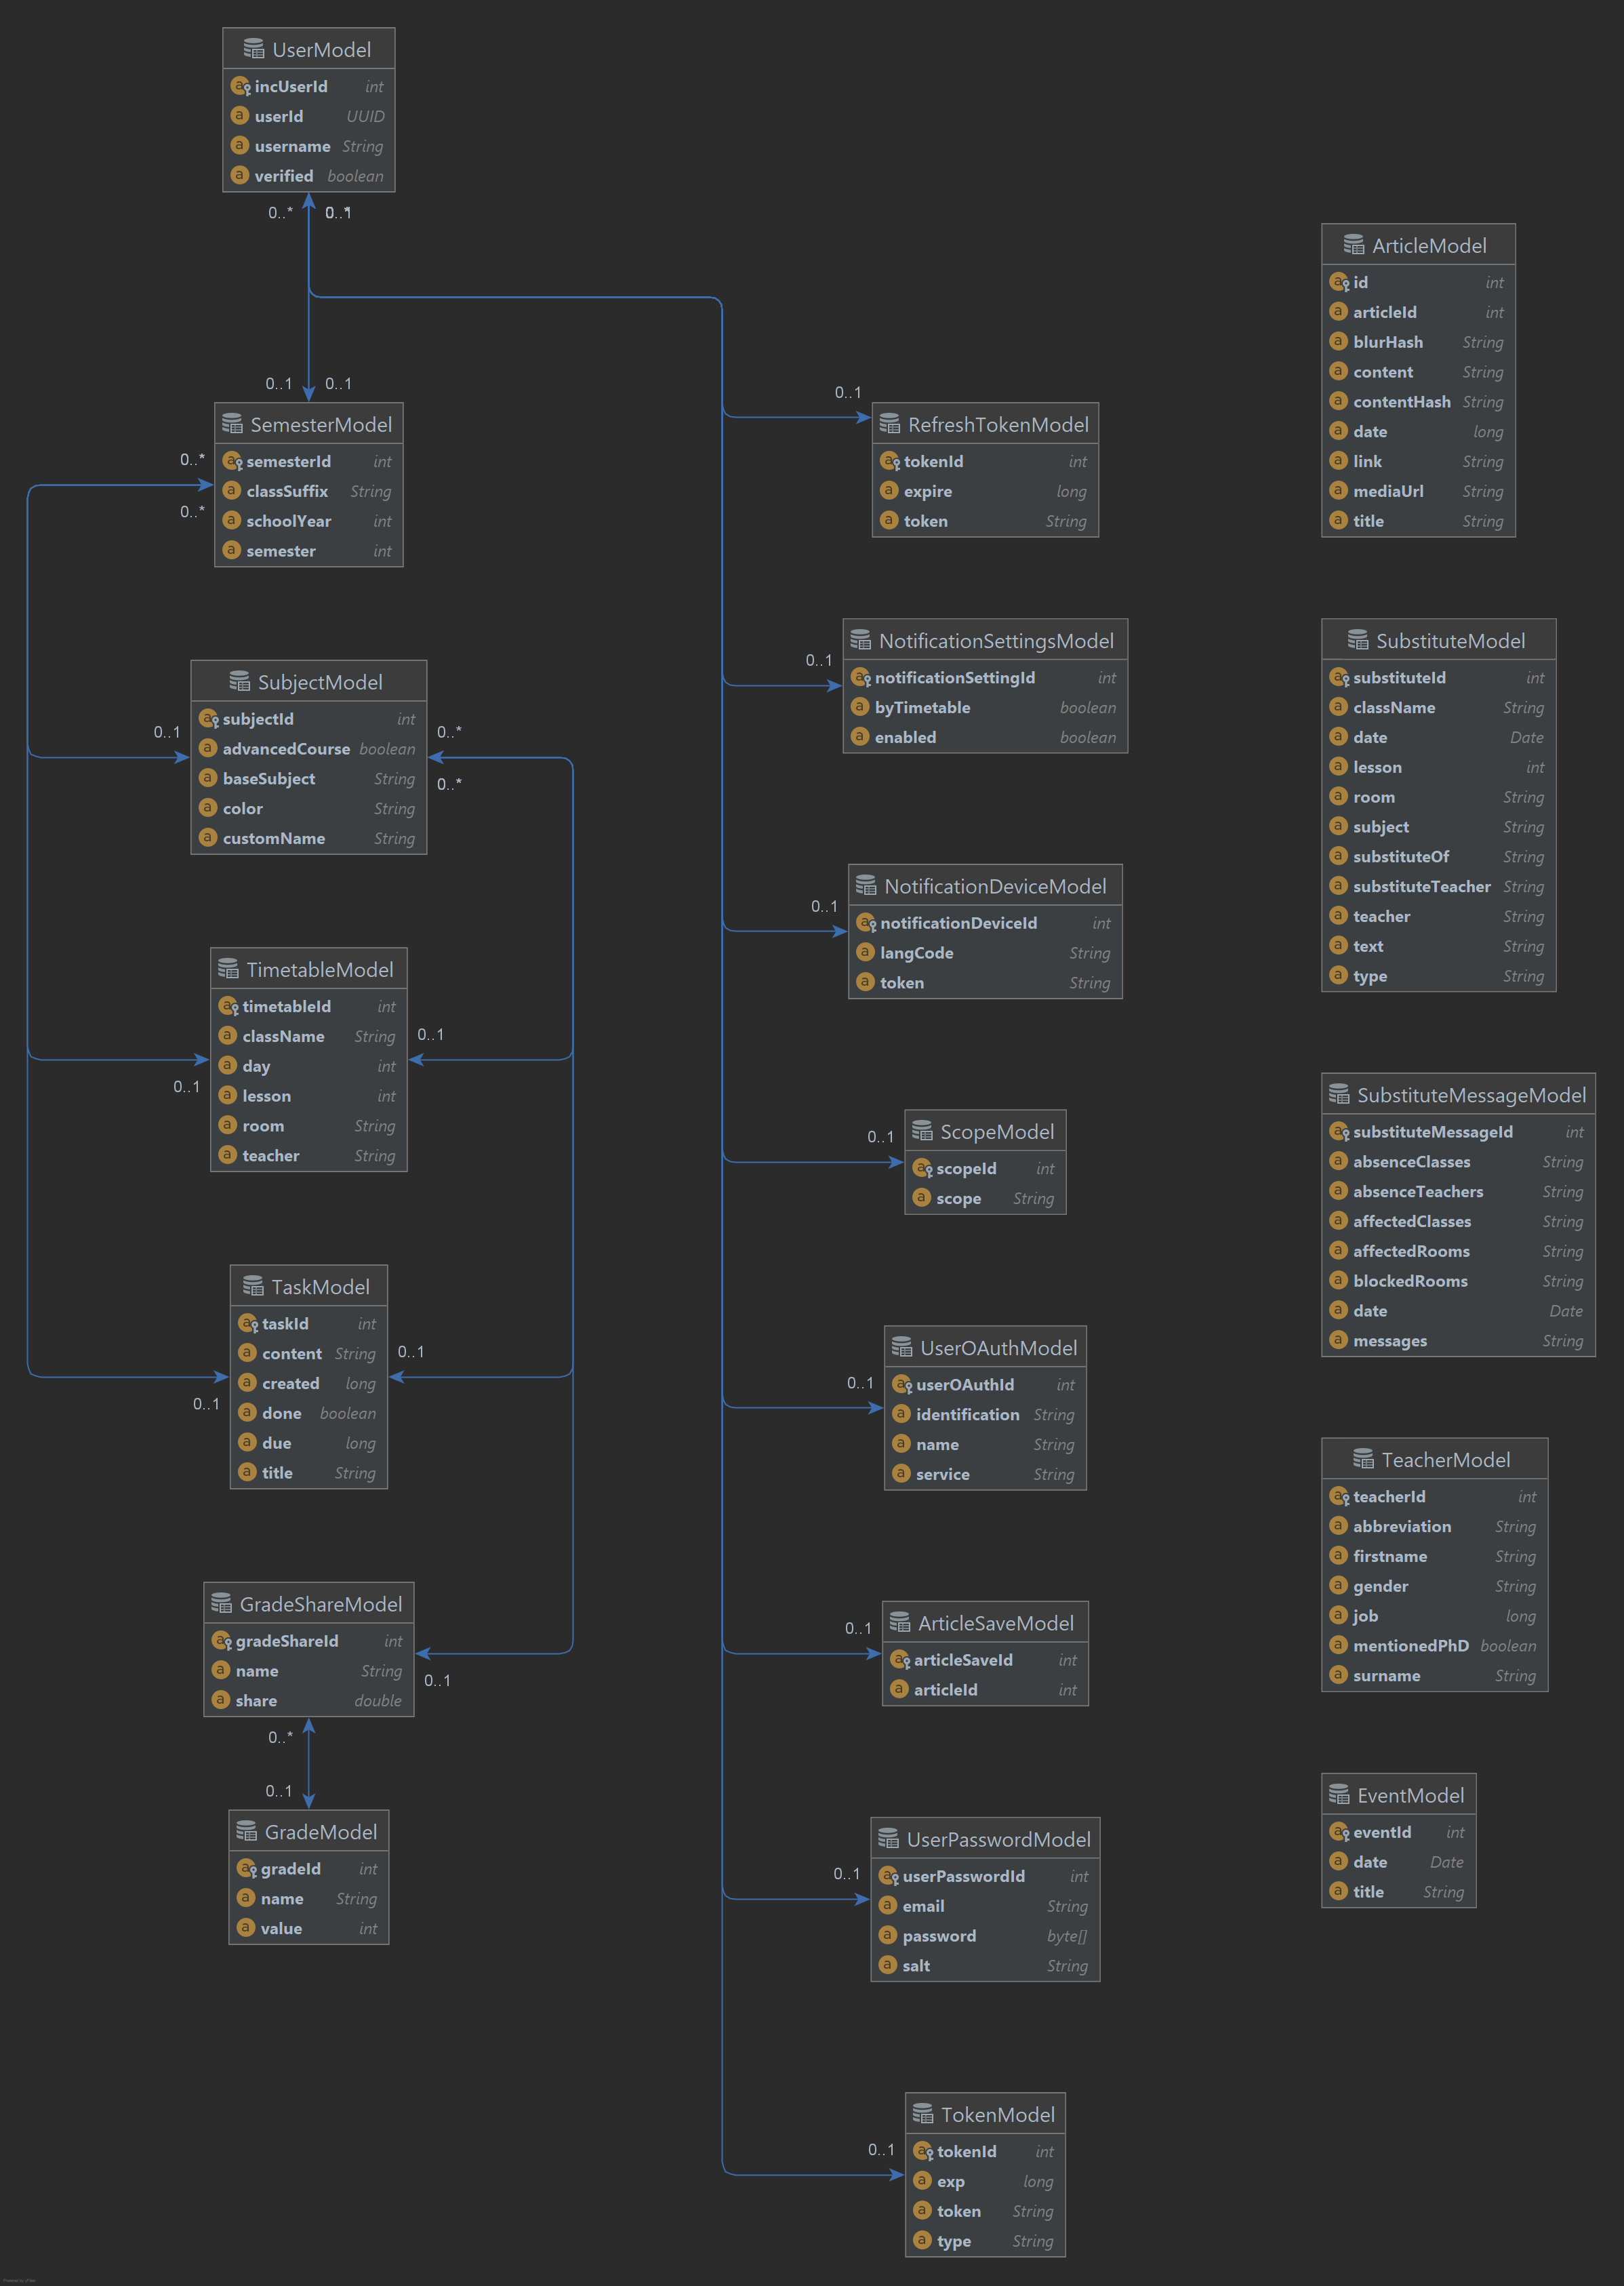 UserModel
incUserId int
userId UUID
username String
verified boolean
0..*
0..1
0..1
0..1
SemesterModel
semesterId int
classSuffix String
schoolYear int
semester int
0..*
0..*
SubjectModel
subjectId int
advancedCourse boolean
baseSubject String
color String
customName String
0..1
0..*
0..*
TimetableModel
timetableId int
className String
day int
lesson int
room String
teacher String
0..1
0..1
TaskModel
taskId int
content String
created long
done boolean
due long
title String
0..1
0..1
GradeShareModel
gradeShareId int
name String
share double
0..1
0..*
0..1
GradeModel
gradeId int
name String
value int
0..1
RefreshTokenModel
tokenId int
expire long
token String
0..1
NotificationSettingsModel
notificationSettingId int
byTimetable boolean
enabled boolean
0..1
NotificationDeviceModel
notificationDeviceId int
langCode String
token String
0..1
ScopeModel
scopeId int
scope String
0..1
UserOAuthModel
userOAuthId int
identification String
name String
service String
0..1
ArticleSaveModel
articleSaveId int
articleId int
0..1
UserPasswordModel
userPasswordId int
email String
password byte[]
salt String
0..1
TokenModel
tokenId int
exp long
token String
type String
ArticleModel
id int
articleId int
blurHash String
content String
contentHash String
date long
link String
mediaUrl String
title String
SubstituteModel
substituteId int
className String
date Date
lesson int
room String
subject String
substituteOf String
substituteTeacher String
teacher String
text String
type String
SubstituteMessageModel
substituteMessageId int
absenceClasses String
absenceTeachers String
affectedClasses String
affectedRooms String
blockedRooms String
date Date
messages String
TeacherModel
teacherId int
abbreviation String
firstname String
gender String
job long
mentionedPhD boolean
surname String
EventModel
eventId int
date Date
title String